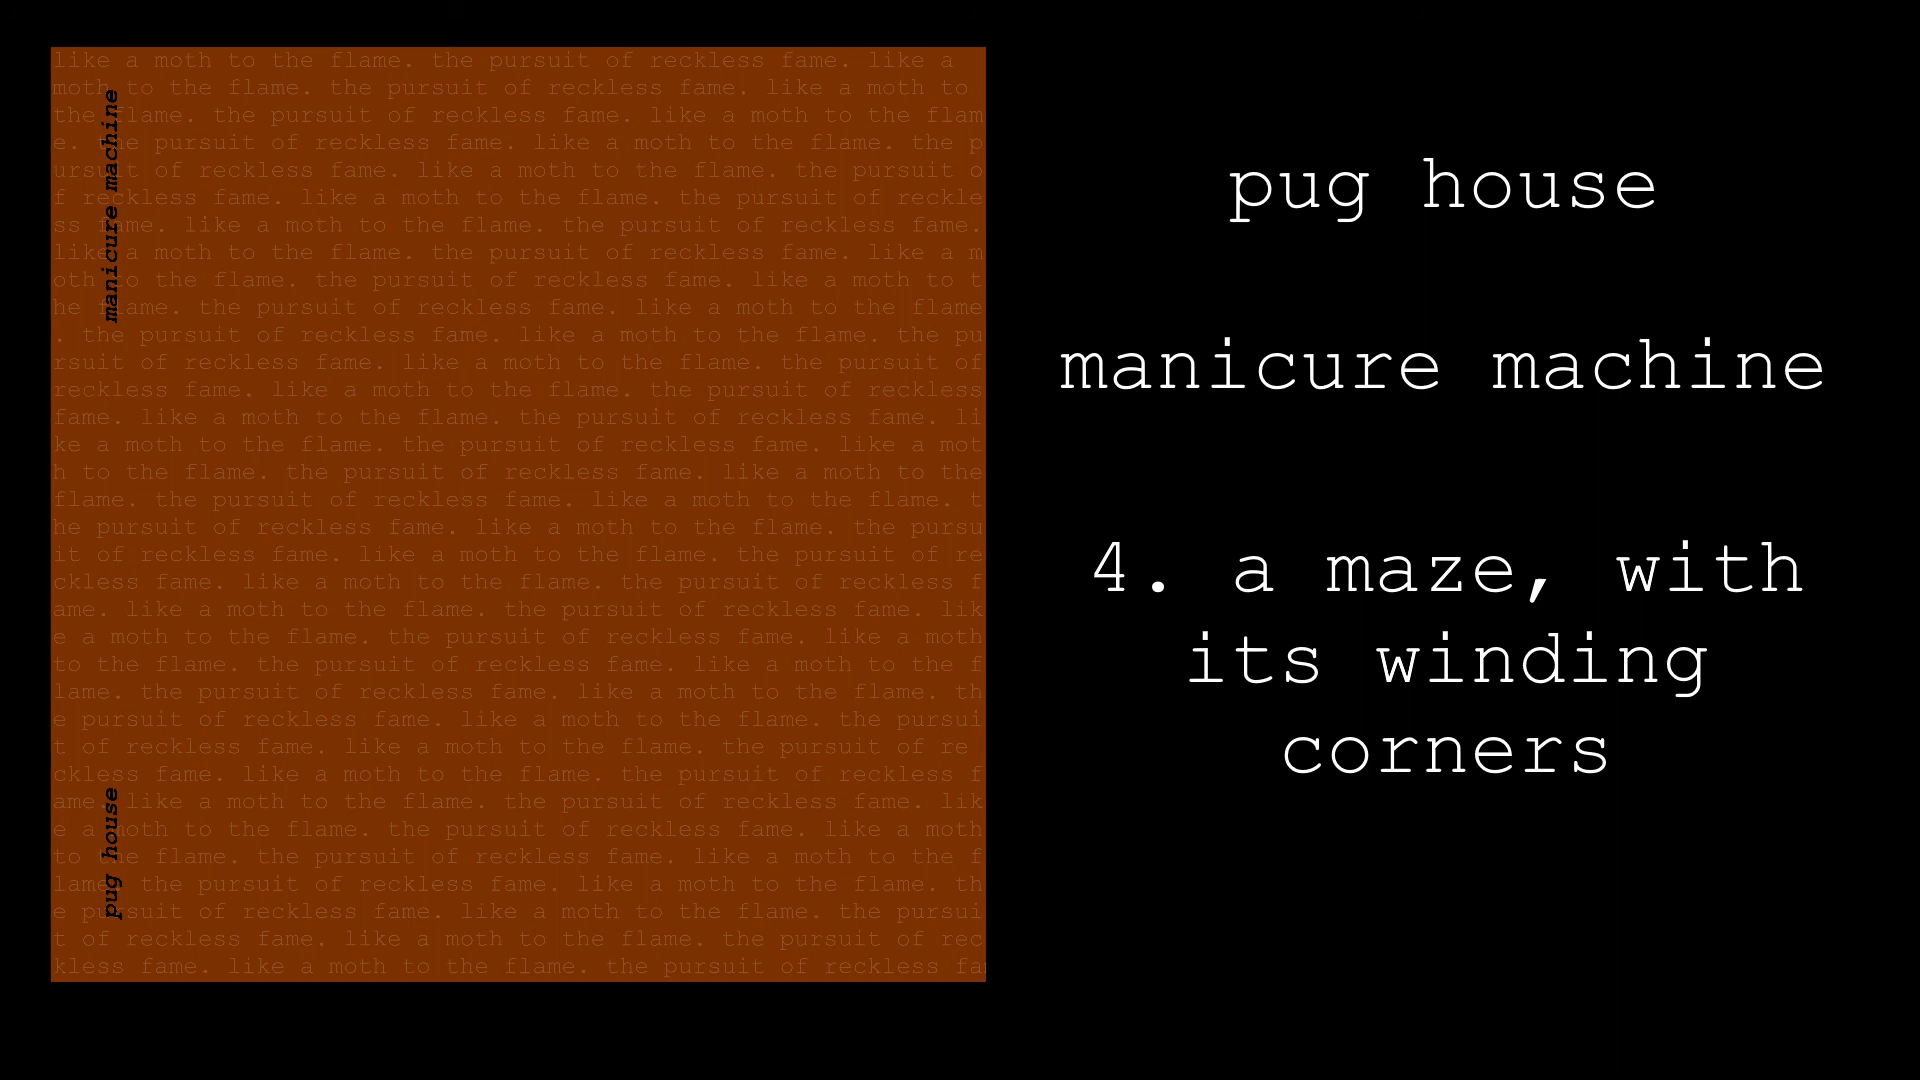 like a moth to the flame. the pursuit of reckless fame. like a
moth to the flame. the pursuit of reckless fame. like a moth to
the flame. the pursuit of reckless fame. like a moth to the flam
e. the pursuit of reckless fame. like a moth to the flame. the p
ursuit of reckless fame. like a moth to the flame. the pursuit o
f reckless fame. like a moth to the flame. the pursuit of reckle
ss fame. like a moth to the flame. the pursuit of reckless fame.
like a moth to the flame. the pursuit of reckless fame. like a m
oth to the flame. the pursuit of reckless fame. like a moth to t
he flame. the pursuit of reckless fame. like a moth to the flame
. the pursuit of reckless fame. like a moth to the flame. the pu
rsuit of reckless fame. like a moth to the flame. the pursuit of
reckless fame. like a moth to the flame. the pursuit of reckless
fame. like a moth to the flame. the pursuit of reckless fame. li
ke a moth to the flame. the pursuit of reckless fame. like a mot
h to the flame. the pursuit of reckless fame. like a moth to the
flame. the pursuit of reckless fame. like a moth to the flame. t
he pursuit of reckless fame. like a moth to the flame. the pursu
it of reckless fame. like a moth to the flame. the pursuit of re
ckless fame. like a moth to the flame. the pursuit of reckless f
ame. like a moth to the flame. the pursuit of reckless fame. lik
e a moth to the flame. the pursuit of reckless fame. like a moth
to the flame. the pursuit of reckless fame. like a moth to the f
lame. the pursuit of reckless fame. like a moth to the flame. th
e pursuit of reckless fame. like a moth to the flame. the pursui
t of reckless fame. like a moth to the flame. the pursuit of re
ckless fame. like a moth to the flame. the pursuit of reckless f
ame. like a moth to the flame. the pursuit of reckless fame. lik
e a moth to the flame. the pursuit of reckless fame. like a moth
to the flame. the pursuit of reckless fame. like a moth to the f
lame. the pursuit of reckless fame. like a moth to the flame. th
e pursuit of reckless fame. like a moth to the flame. the pursui
t of reckless fame. like a moth to the flame. the pursuit of rec
kless fame. like a moth to the flame. the pursuit of reckless fa
manicure machine
pug house
pug house
manicure machine
4. a maze, with
its winding
corners